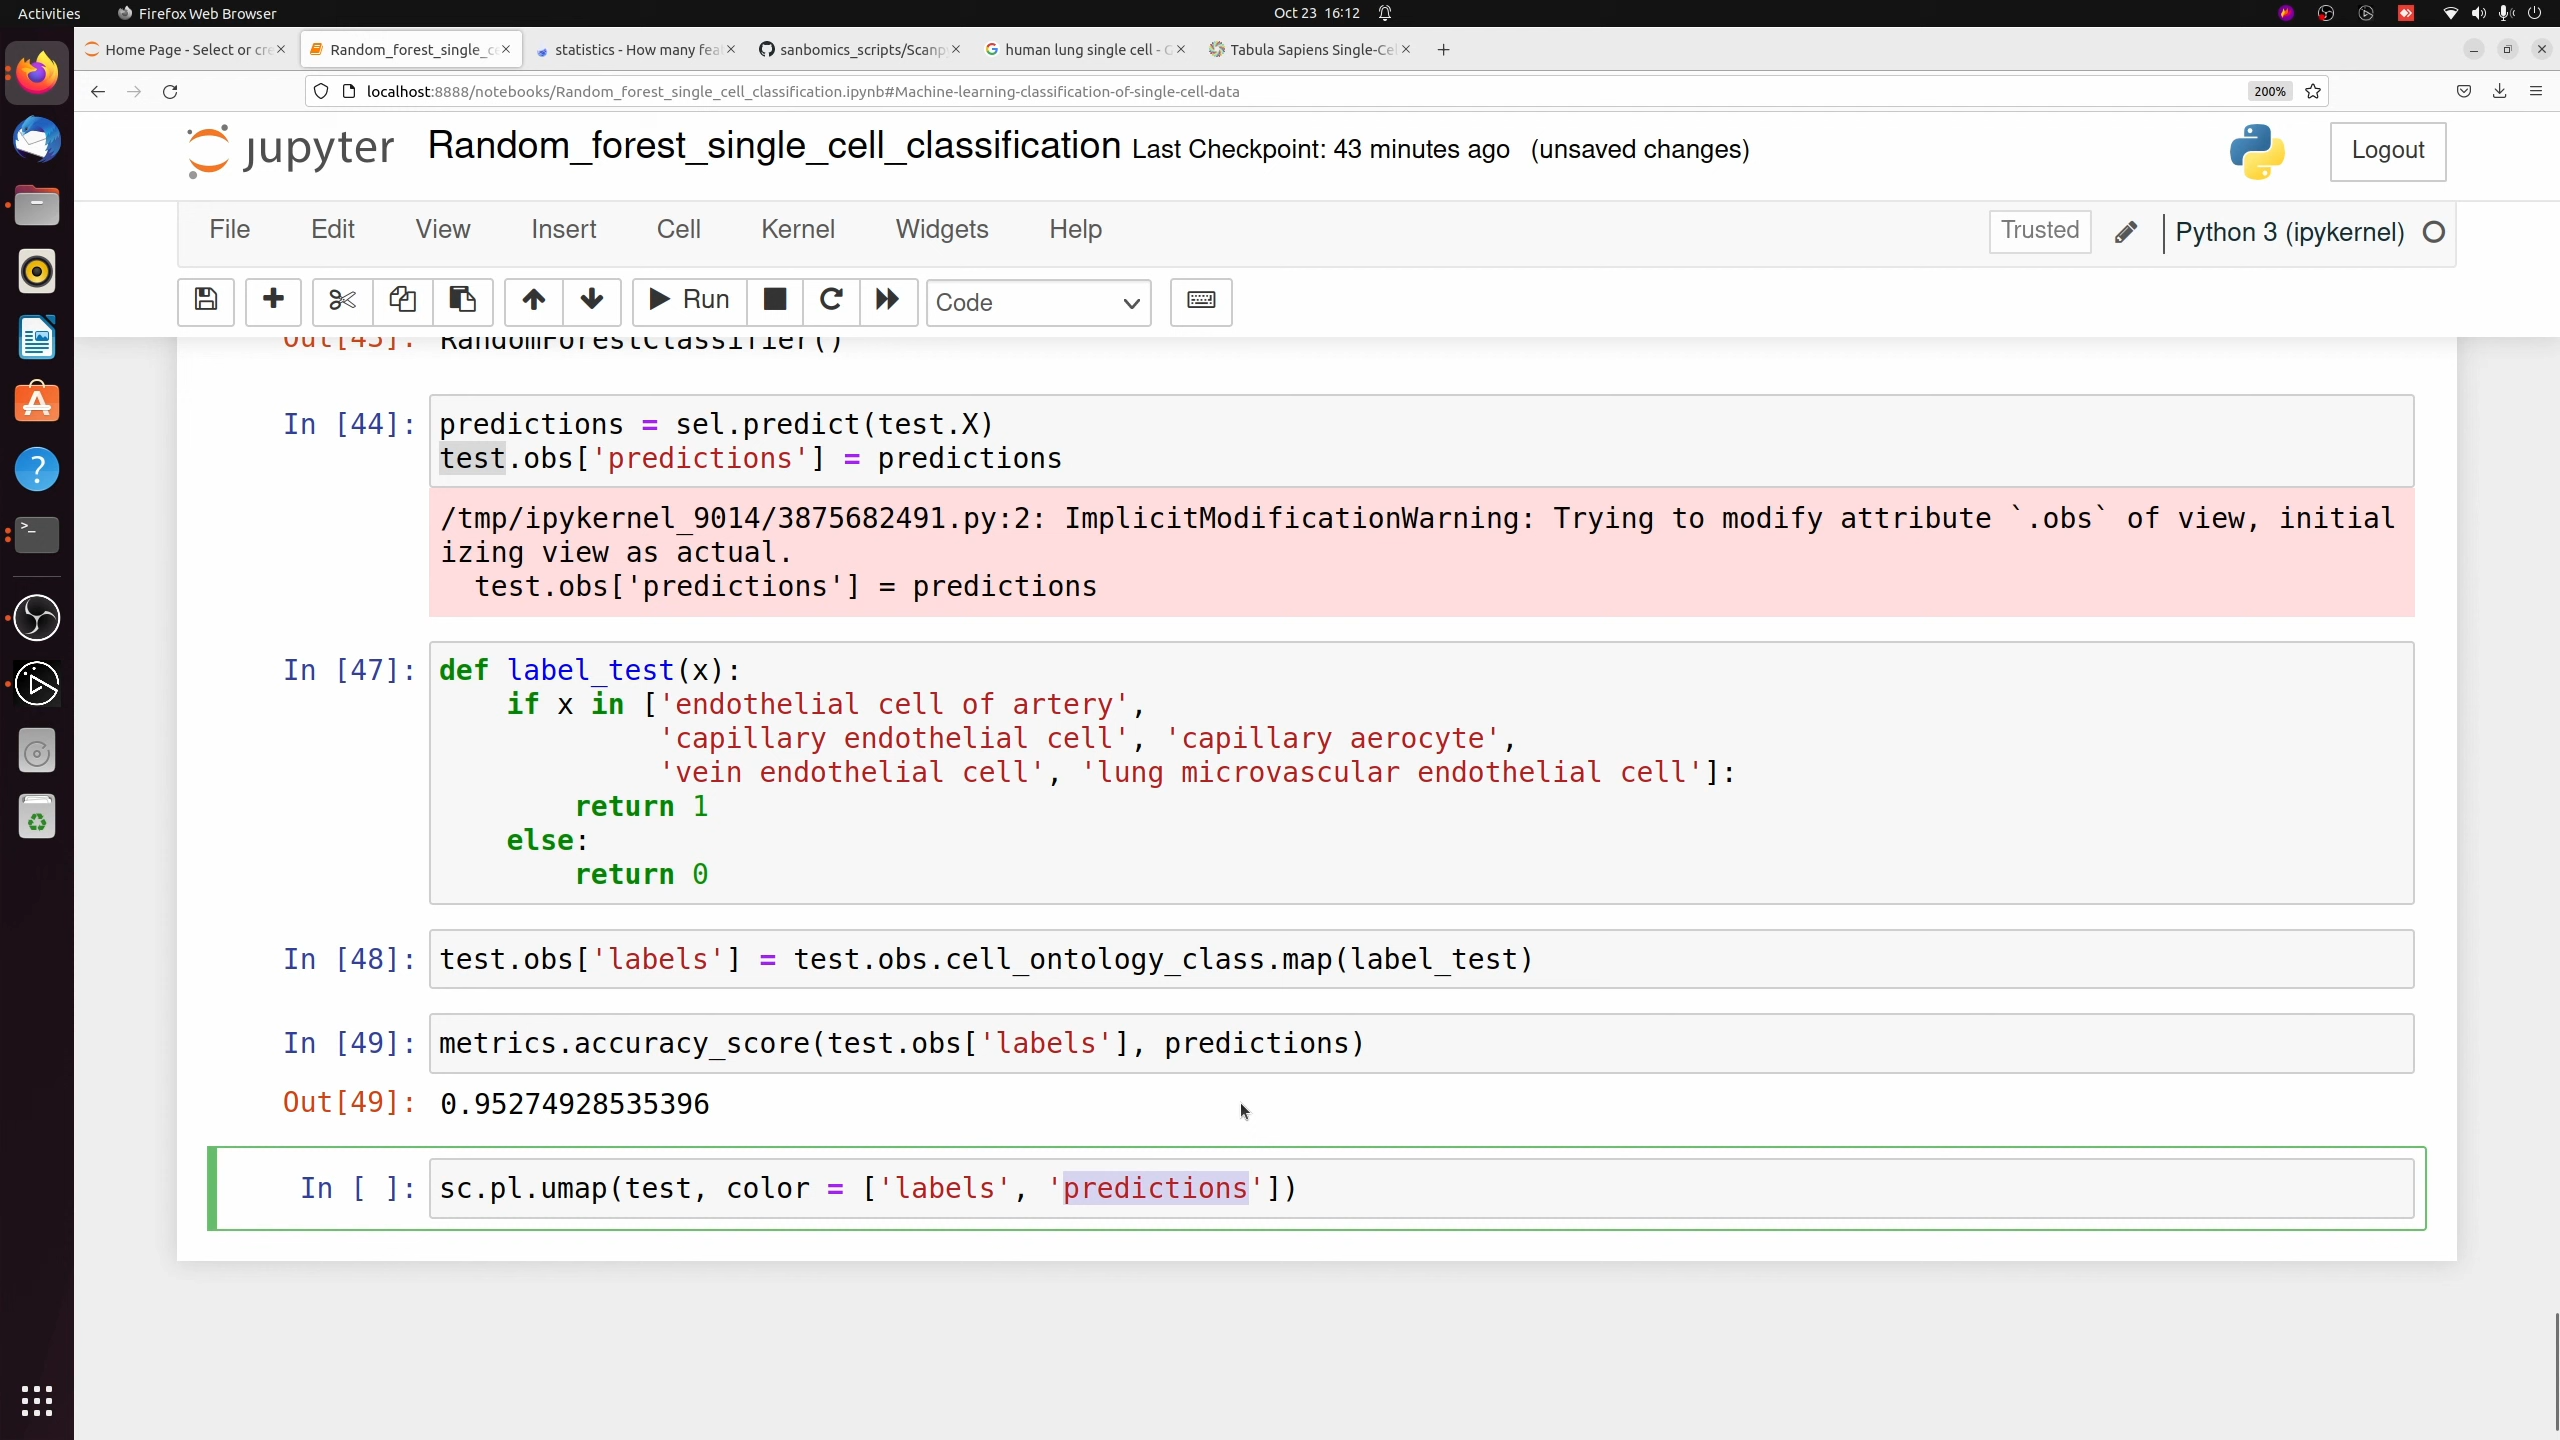 Activities Firefox Web Browser Oct 23 16:12
Home Page - Select or cre Random_forest_single_ce statistics - How many fea sanbomics_scripts/Scanp human lung single cell - G Tabula Sapiens Single-Cel
localhost:8888/notebooks/Random_forest_single_cell_classification.ipynb#Machine-learning-classification-of-single-cell-data 200%
jupyter Random_forest_single_cell_classification Last Checkpoint: 43 minutes ago (unsaved changes) Logout
File Edit View Insert Cell Kernel Widgets Help Trusted Python 3 (ipykernel)
Run Code
Out[43]: RandomForestClassifier()
In [44]: predictions = sel.predict(test.X)
test.obs['predictions'] = predictions
/tmp/ipykernel_9014/3875682491.py:2: ImplicitModificationWarning: Trying to modify attribute `.obs` of view, initial
izing view as actual.
test.obs['predictions'] = predictions
In [47]: def label_test(x):
if x in ['endothelial cell of artery',
'capillary endothelial cell', 'capillary aerocyte',
'vein endothelial cell', 'lung microvascular endothelial cell']:
return 1
else:
return 0
In [48]: test.obs['labels'] = test.obs.cell_ontology_class.map(label_test)
In [49]: metrics.accuracy_score(test.obs['labels'], predictions)
Out[49]: 0.95274928535396
In [ ]: sc.pl.umap(test, color = ['labels', 'predictions'])